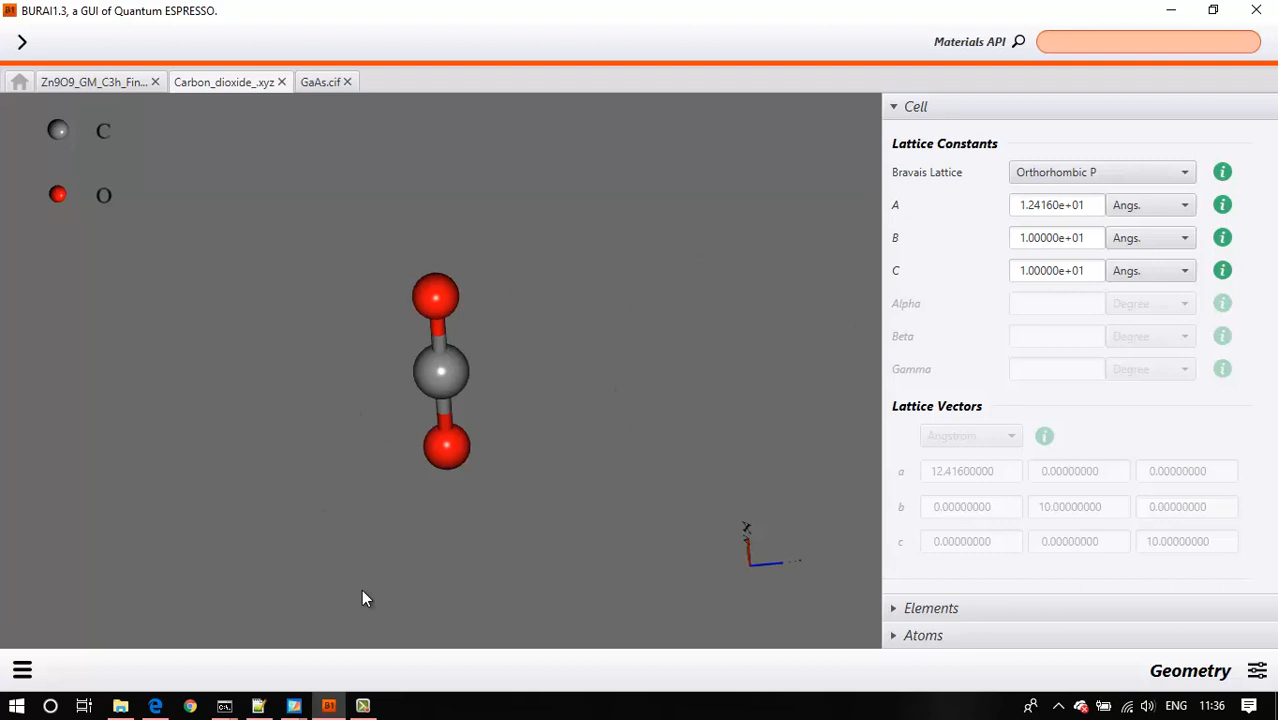 BURAI1.3, a GUI of Quantum ESPRESSO.
Materials API
Zn9O9_GM_C3h_Fin...
Carbon_dioxide_.xyz
GaAs.cif
C
O
Cell
Lattice Constants
Bravais Lattice Orthorhombic P
A 1.24160e+01 Angs.
B 1.00000e+01 Angs.
C 1.00000e+01 Angs.
Alpha Degree
Beta Degree
Gamma Degree
Lattice Vectors
Angstrom
a 12.41600000 0.00000000 0.00000000
b 0.00000000 10.00000000 0.00000000
c 0.00000000 0.00000000 10.00000000
X
Elements
Atoms
Geometry
ENG 11:36